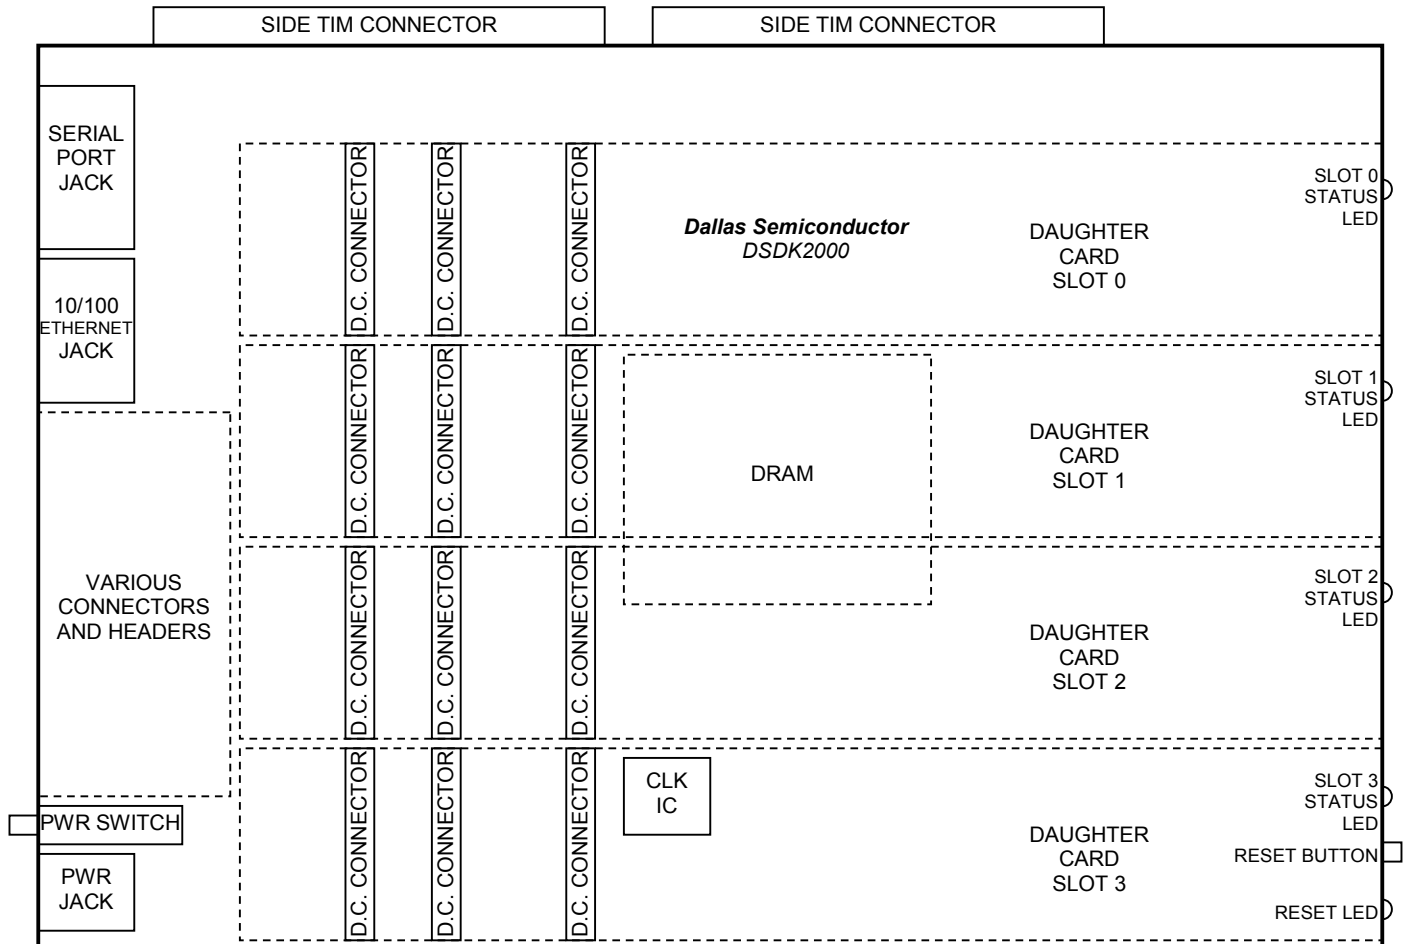 SIDE TIM CONNECTOR
SIDE TIM CONNECTOR
SERIAL
PORT
JACK
D.C. CONNECTOR
D.C. CONNECTOR
D.C. CONNECTOR
Dallas Semiconductor
DSDK2000
DAUGHTER
CARD
SLOT 0
SLOT 0
STATUS
LED
10/100
ETHERNET
JACK
D.C. CONNECTOR
D.C. CONNECTOR
D.C. CONNECTOR
DRAM
DAUGHTER
CARD
SLOT 1
SLOT 1
STATUS
LED
VARIOUS
CONNECTORS
AND HEADERS
D.C. CONNECTOR
D.C. CONNECTOR
D.C. CONNECTOR
DAUGHTER
CARD
SLOT 2
SLOT 2
STATUS
LED
PWR SWITCH
PWR
JACK
D.C. CONNECTOR
D.C. CONNECTOR
D.C. CONNECTOR
CLK
IC
DAUGHTER
CARD
SLOT 3
SLOT 3
STATUS
LED
RESET BUTTON
RESET LED